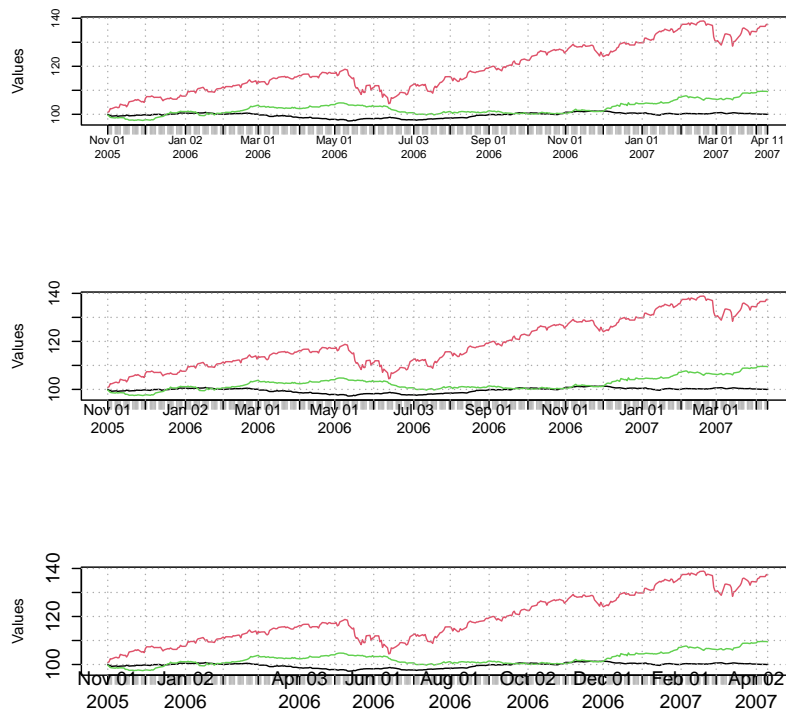 140
120
100
Values
Nov 01 Jan 02 Mar 01 May 01 Jul 03 Sep 01 Nov 01 Jan 01 Mar 01 Apr 11
2005 2006 2006 2006 2006 2006 2006 2007 2007 2007
140
120
100
Values
Nov 01 Jan 02 Mar 01 May 01 Jul 03 Sep 01 Nov 01 Jan 01 Mar 01
2005 2006 2006 2006 2006 2006 2006 2007 2007
140
120
100
Values
Nov 01 Jan 02 Apr 03 Jun 01 Aug 01 Oct 02 Dec 01 Feb 01 Apr 02
2005 2006 2006 2006 2006 2006 2006 2007 2007